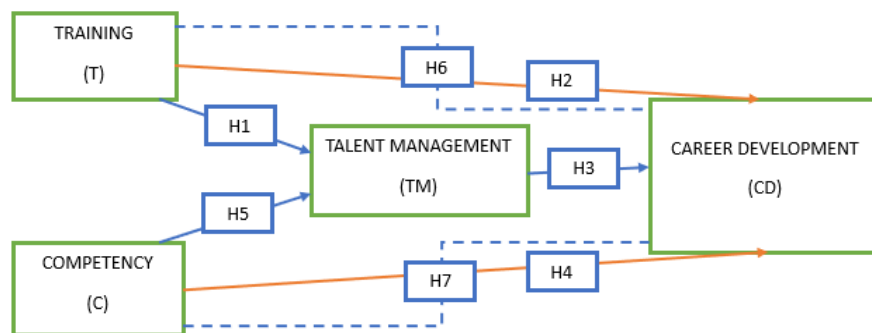 TRAINING
(T)
H6
H2
H1
TALENT MANAGEMENT
(TM)
H3
CAREER DEVELOPMENT
(CD)
H5
COMPETENCY
(C)
H7
H4